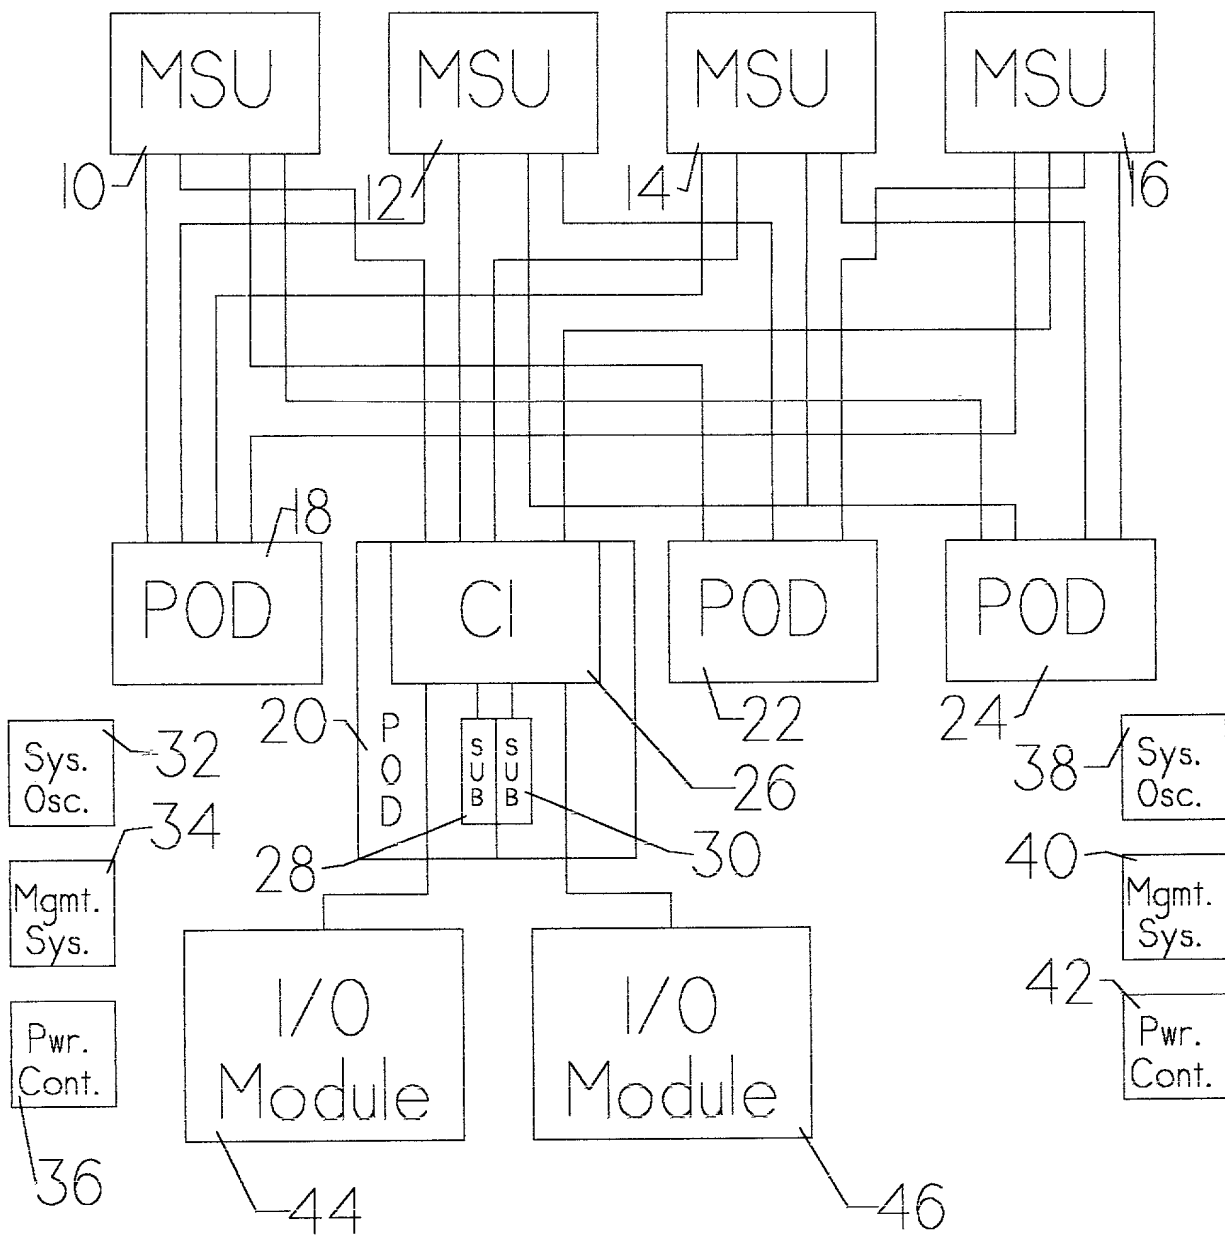 MSU MSU MSU MSU
10 12 14 16
18
POD CI POD POD
20 22 24
P
O
D
SUB SUB
32 Sys.
Osc.
26
38 Sys.
Osc.
34
28 30
40
Mgmt.
Sys.
Mgmt.
Sys.
42
Pwr.
Cont.
I/O
Module
I/O
Module
Pwr.
Cont.
36 44 46